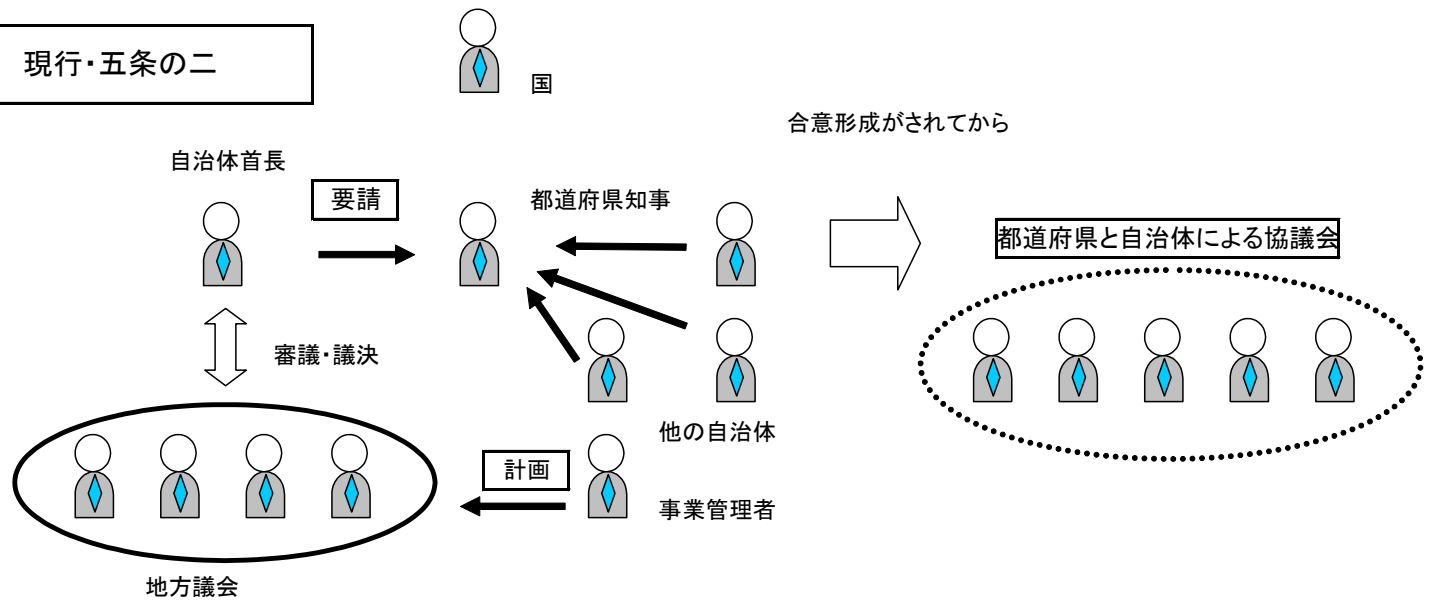 現行・五条の二
国
合意形成がされてから
自治体首長
要請
都道府県知事
都道府県と自治体による協議会
審議・議決
他の自治体
計画
事業管理者
地方議会